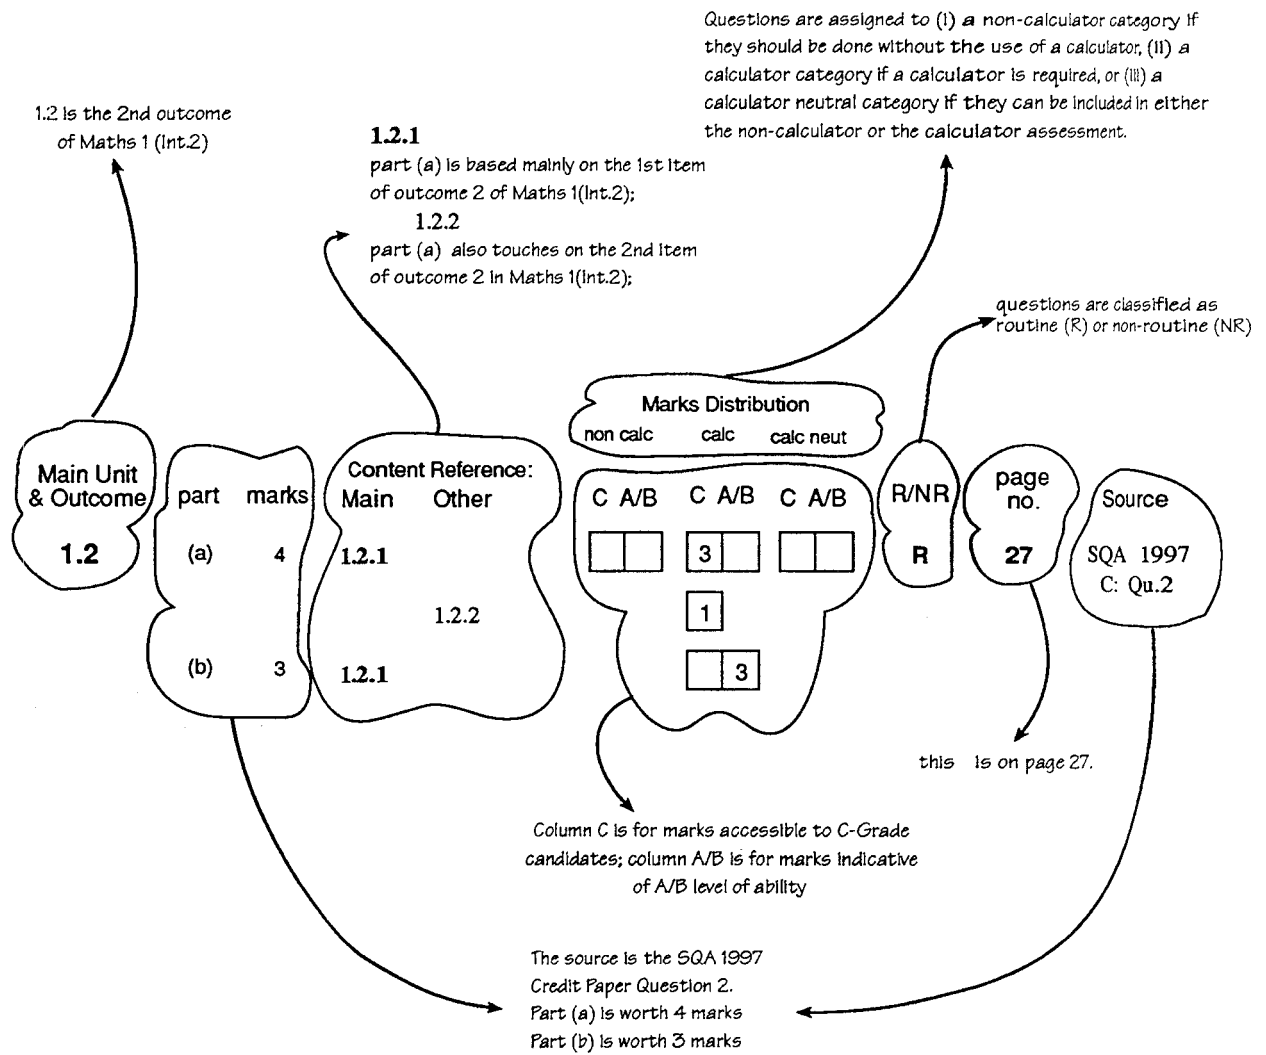 Questions are assigned to (i) a non-calculator category if
they should be done without the use of a calculator, (ii) a
calculator category if a calculator is required, or (iii) a
calculator neutral category if they can be included in either
the non-calculator or the calculator assessment.
1.2 is the 2nd outcome
of Maths 1 (Int.2)
1.2.1
part (a) is based mainly on the 1st item
of outcome 2 of Maths 1(Int.2);
1.2.2
part (a) also touches on the 2nd item
of outcome 2 in Maths 1(Int.2);
questions are classified as
routine (R) or non-routine (NR)
Marks Distribution
non calc calc calc neut
Main Unit
& Outcome
1.2
part marks
(a) 4
(b) 3
Content Reference:
Main Other
1.2.1
1.2.2
1.2.1
C A/B C A/B C A/B
3
1
3
R/NR
R
page
no.
27
Source
SQA 1997
C: Qu.2
this is on page 27.
Column C is for marks accessible to C-Grade
candidates; column A/B is for marks indicative
of A/B level of ability
The source is the SQA 1997
Credit Paper Question 2.
Part (a) is worth 4 marks
Part (b) is worth 3 marks